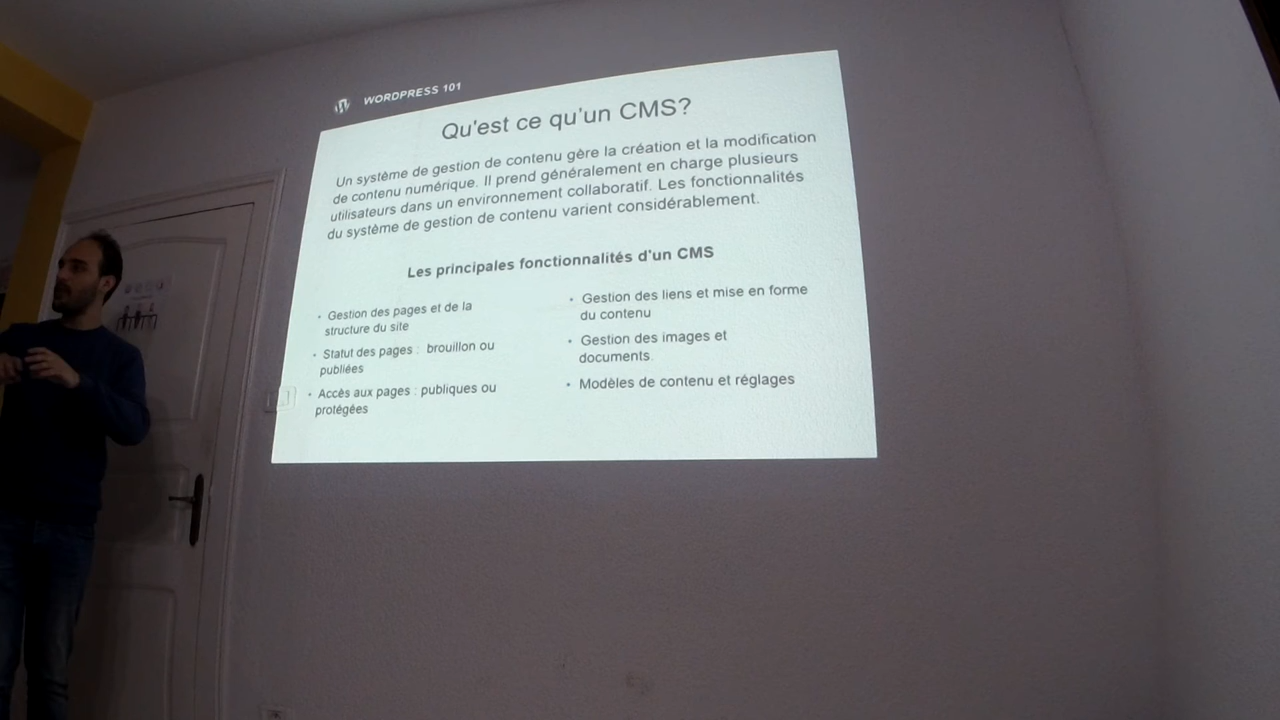 WORDPRESS 101
Qu'est ce qu'un CMS?
Un système de gestion de contenu gère la création et la modification
de contenu numérique. Il prend généralement en charge plusieurs
utilisateurs dans un environnement collaboratif. Les fonctionnalités
du système de gestion de contenu varient considérablement.
Les principales fonctionnalités d'un CMS
• Gestion des pages et de la
structure du site
• Statut des pages : brouillon ou
publiées
• Accès aux pages : publiques ou
protégées
• Gestion des liens et mise en forme
du contenu
• Gestion des images et
documents.
• Modèles de contenu et réglages